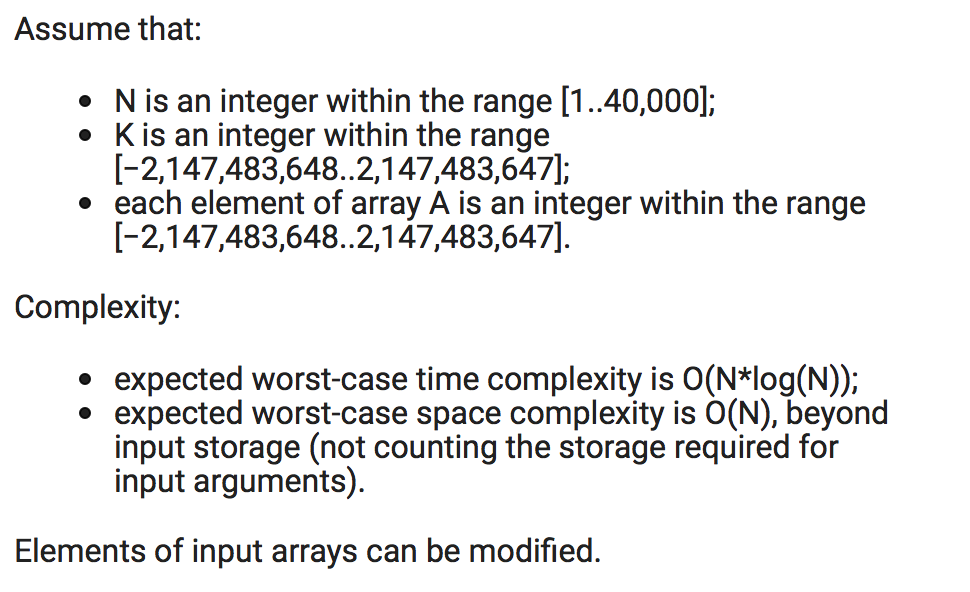 Assume that:
• N is an integer within the range [1..40,000];
• K is an integer within the range
[−2,147,483,648..2,147,483,647];
• each element of array A is an integer within the range
[−2,147,483,648..2,147,483,647].
Complexity:
• expected worst-case time complexity is O(N*log(N));
• expected worst-case space complexity is O(N), beyond
input storage (not counting the storage required for
input arguments).
Elements of input arrays can be modified.